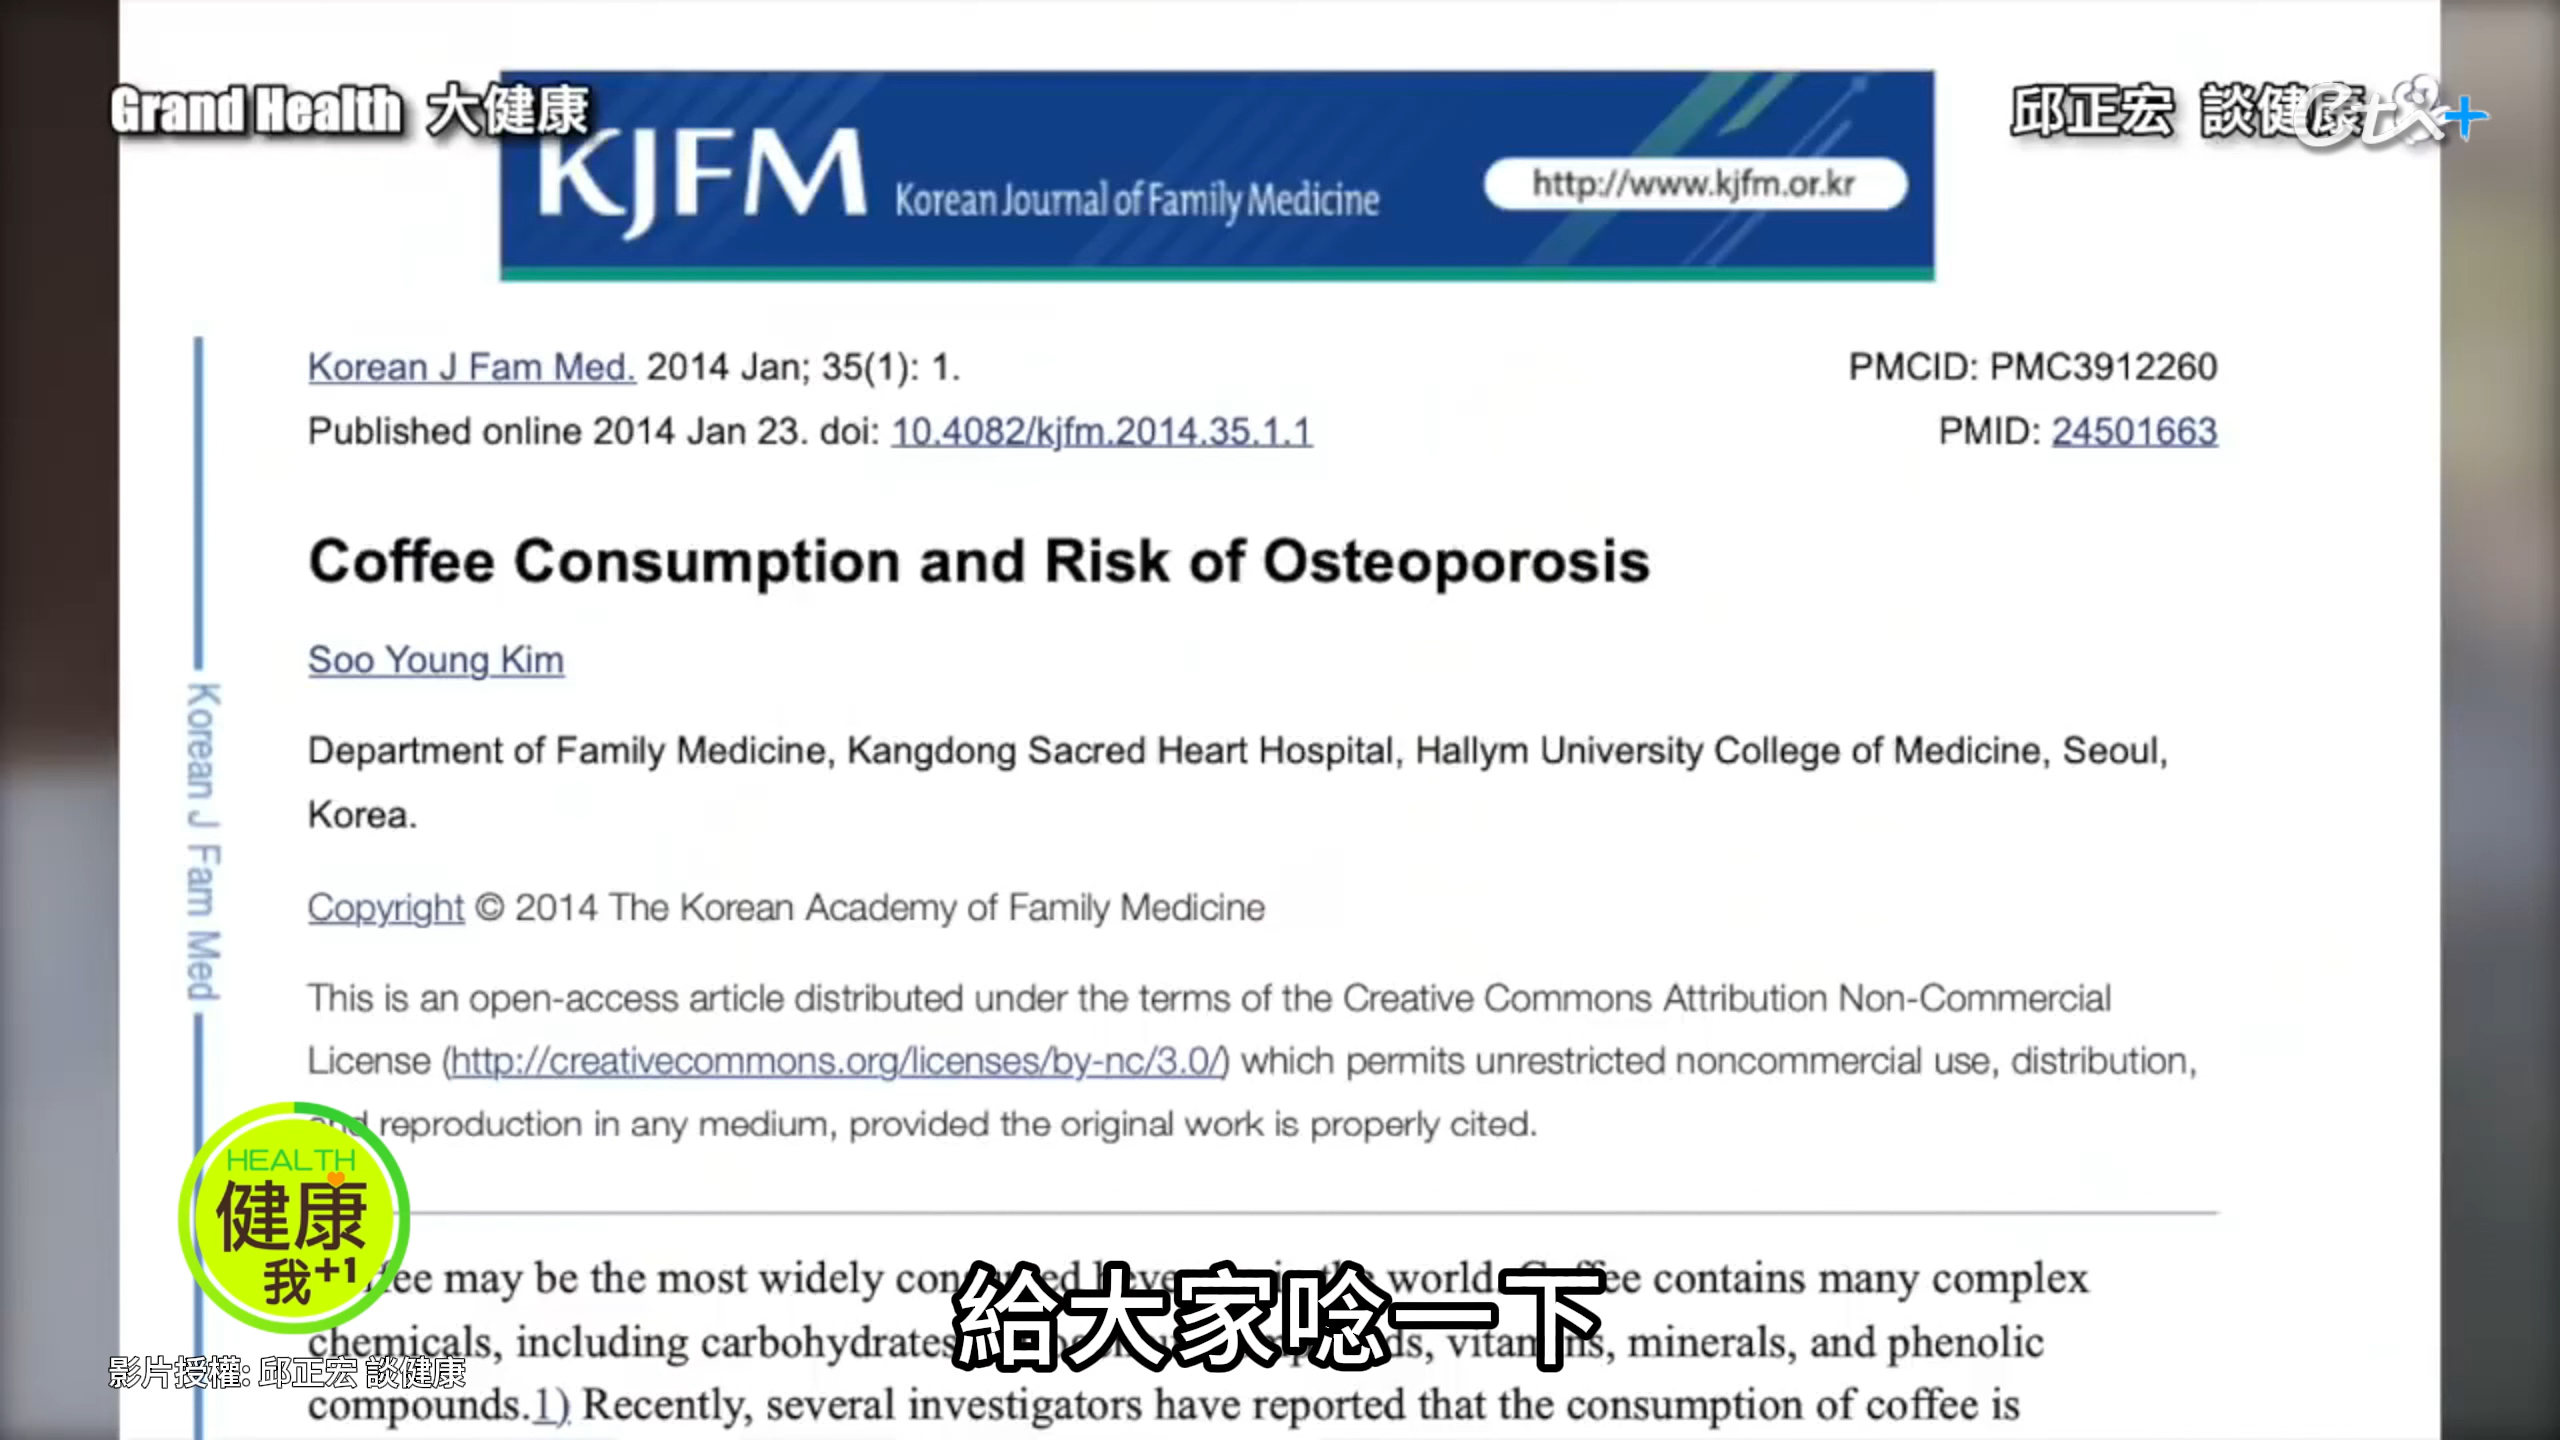 Grand Health 大健康
邱正宏 談健康
KJFM Korean Journal of Family Medicine
http://www.kjfm.or.kr
Korean J Fam Med. 2014 Jan; 35(1): 1.
PMCID: PMC3912260
Published online 2014 Jan 23. doi: 10.4082/kjfm.2014.35.1.1
PMID: 24501663
Coffee Consumption and Risk of Osteoporosis
Soo Young Kim
Department of Family Medicine, Kangdong Sacred Heart Hospital, Hallym University College of Medicine, Seoul,
Korea.
Korean J Fam Med
Copyright © 2014 The Korean Academy of Family Medicine
This is an open-access article distributed under the terms of the Creative Commons Attribution Non-Commercial
License (http://creativecommons.org/licenses/by-nc/3.0/) which permits unrestricted noncommercial use, distribution,
and reproduction in any medium, provided the original work is properly cited.
HEALTH
健康
我+1
may be the most widely world. Coffee contains many complex
給大家唸一下
chemicals, including carbohydrates, vitamins, minerals, and phenolic
影片授權: 邱正宏 談健康
compounds.1) Recently, several investigators have reported that the consumption of coffee is